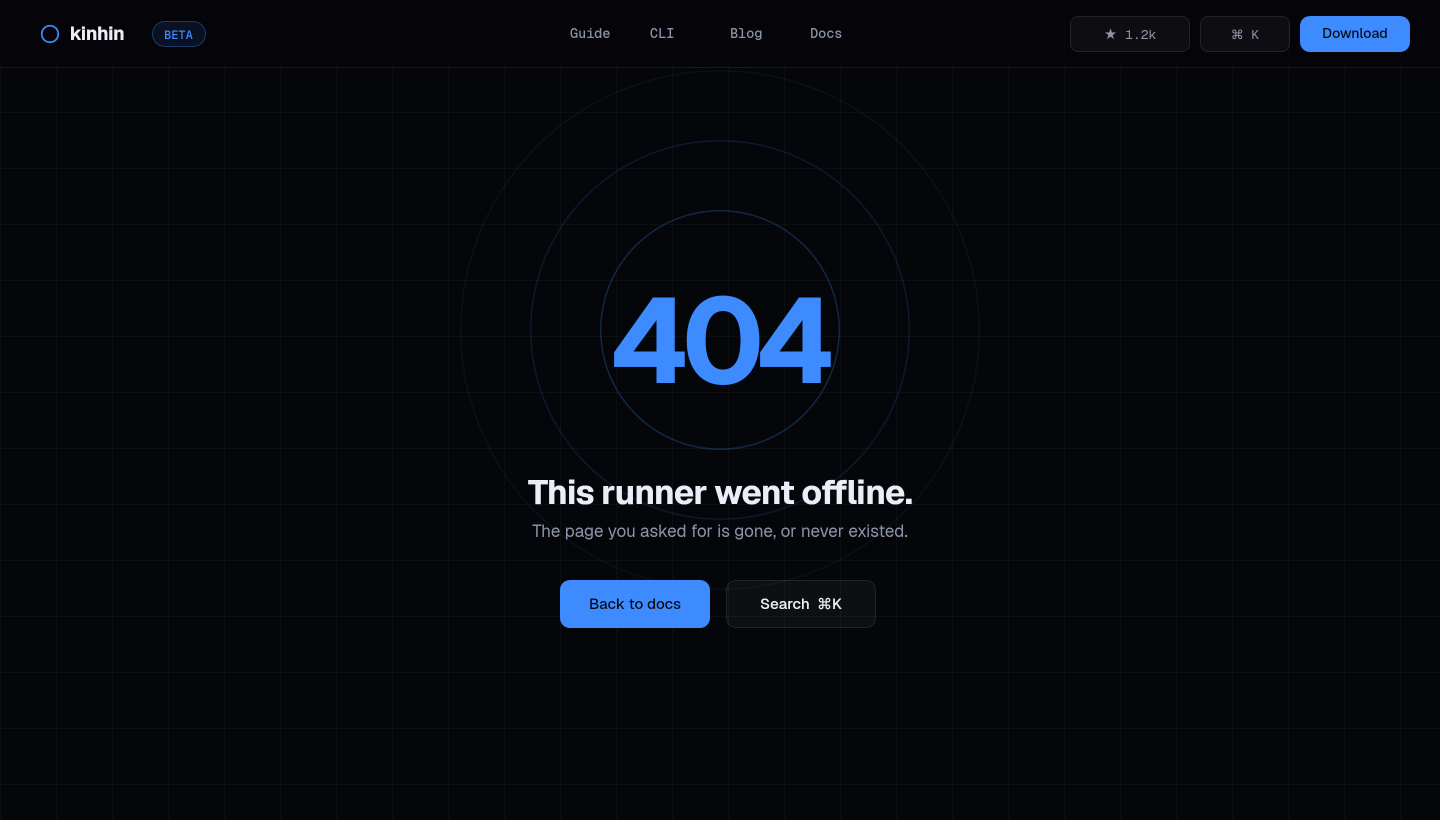 kinhin BETA Guide CLI Blog Docs ★ 1.2k ⌘ K Download
404
This runner went offline.
The page you asked for is gone, or never existed.
Back to docs Search ⌘K